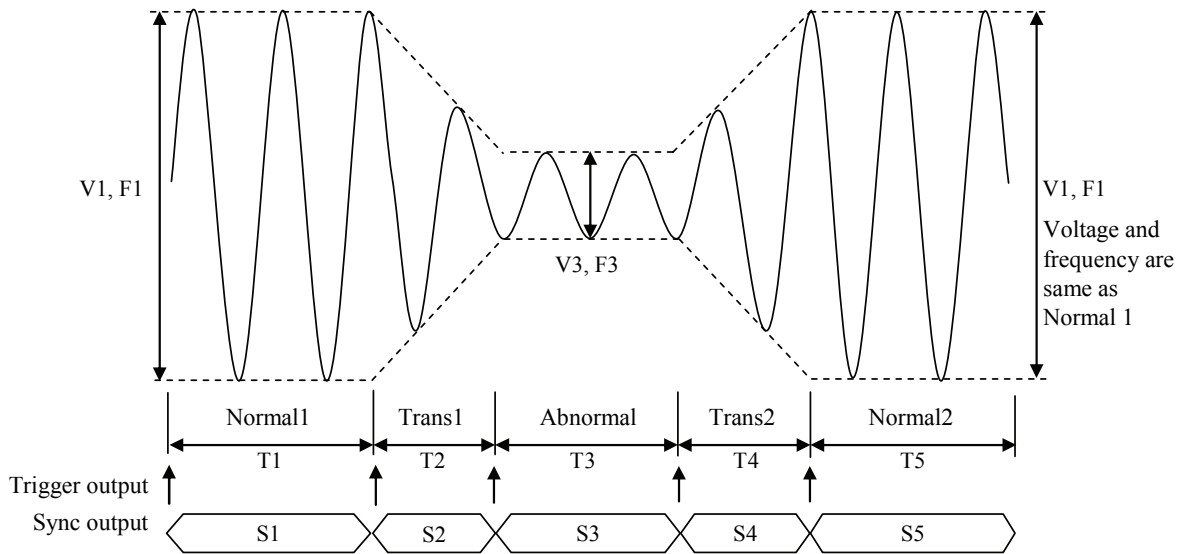 V1, F1
V3, F3
V1, F1
Voltage and
frequency are
same as
Normal 1
Normal1 Trans1 Abnormal Trans2 Normal2
T1 T2 T3 T4 T5
Trigger output
Sync output S1 S2 S3 S4 S5